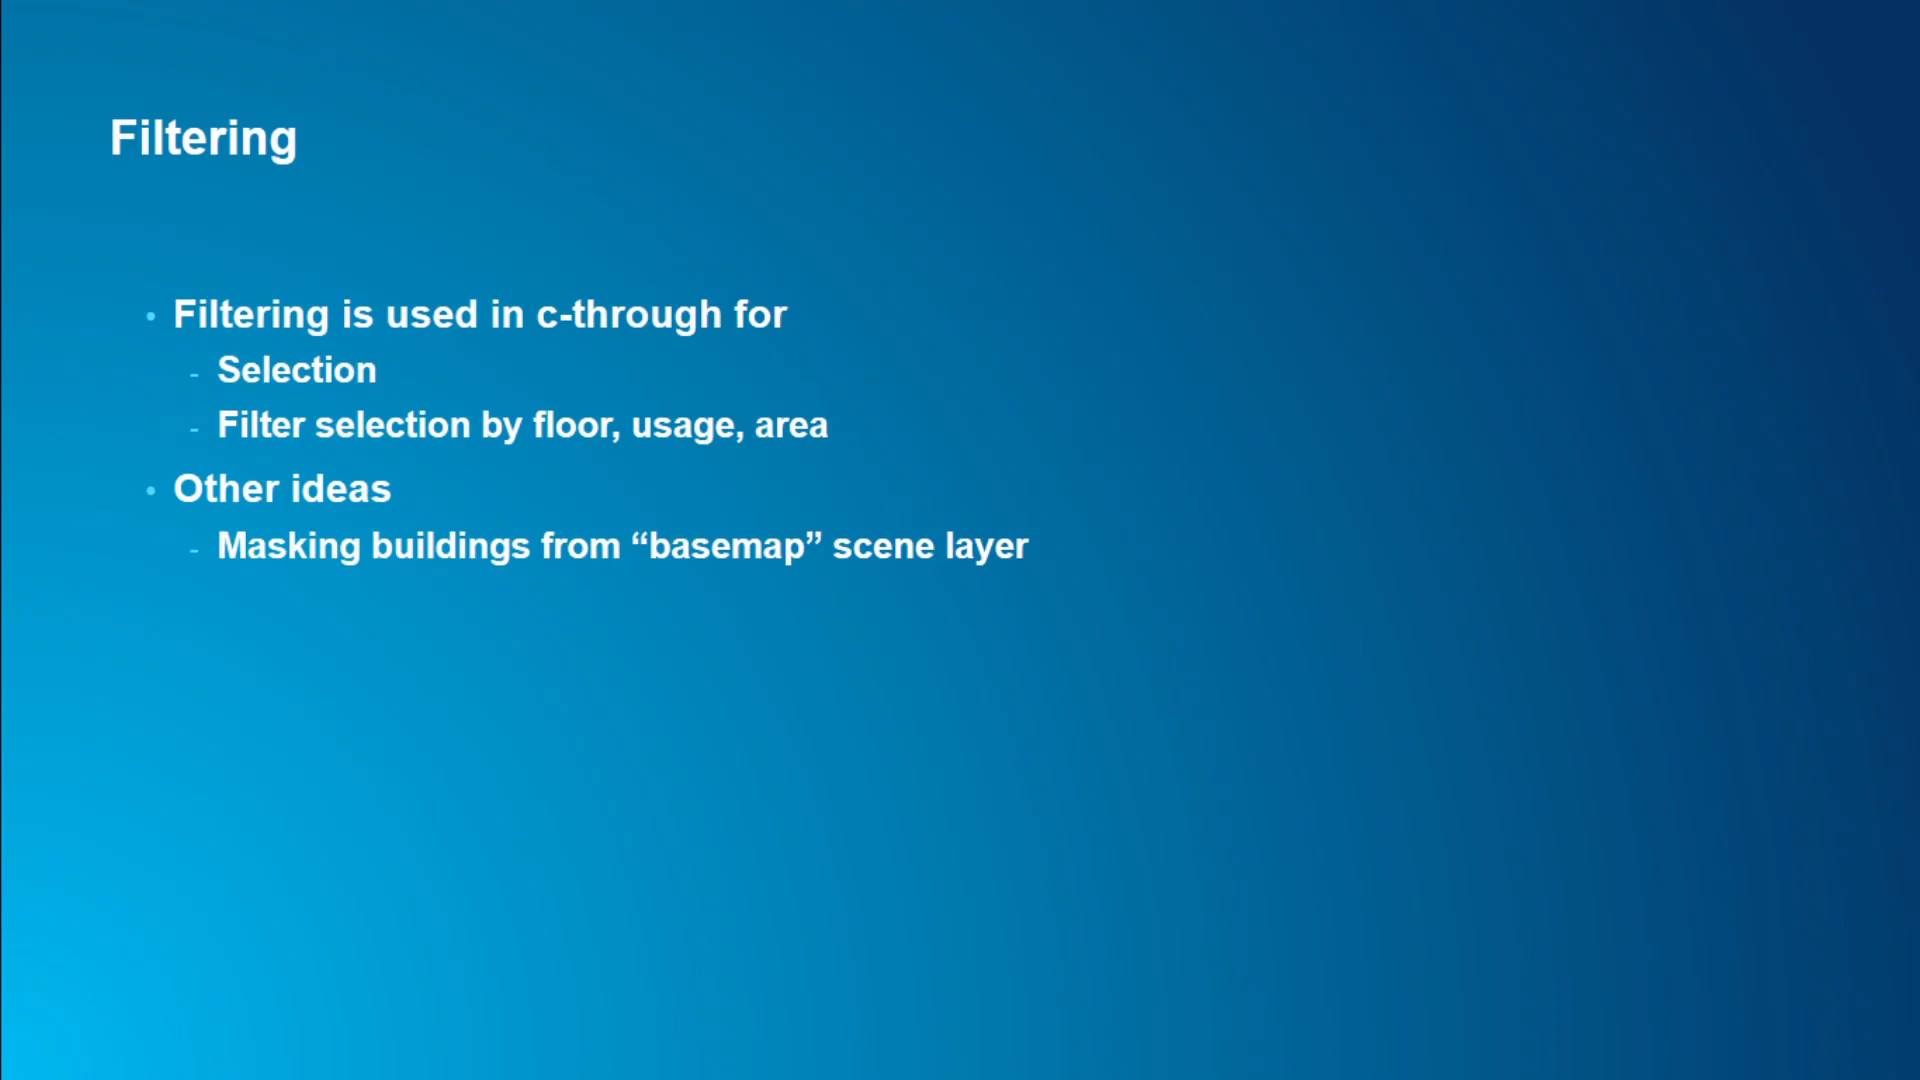 Filtering
• Filtering is used in c-through for
- Selection
- Filter selection by floor, usage, area
• Other ideas
- Masking buildings from “basemap” scene layer